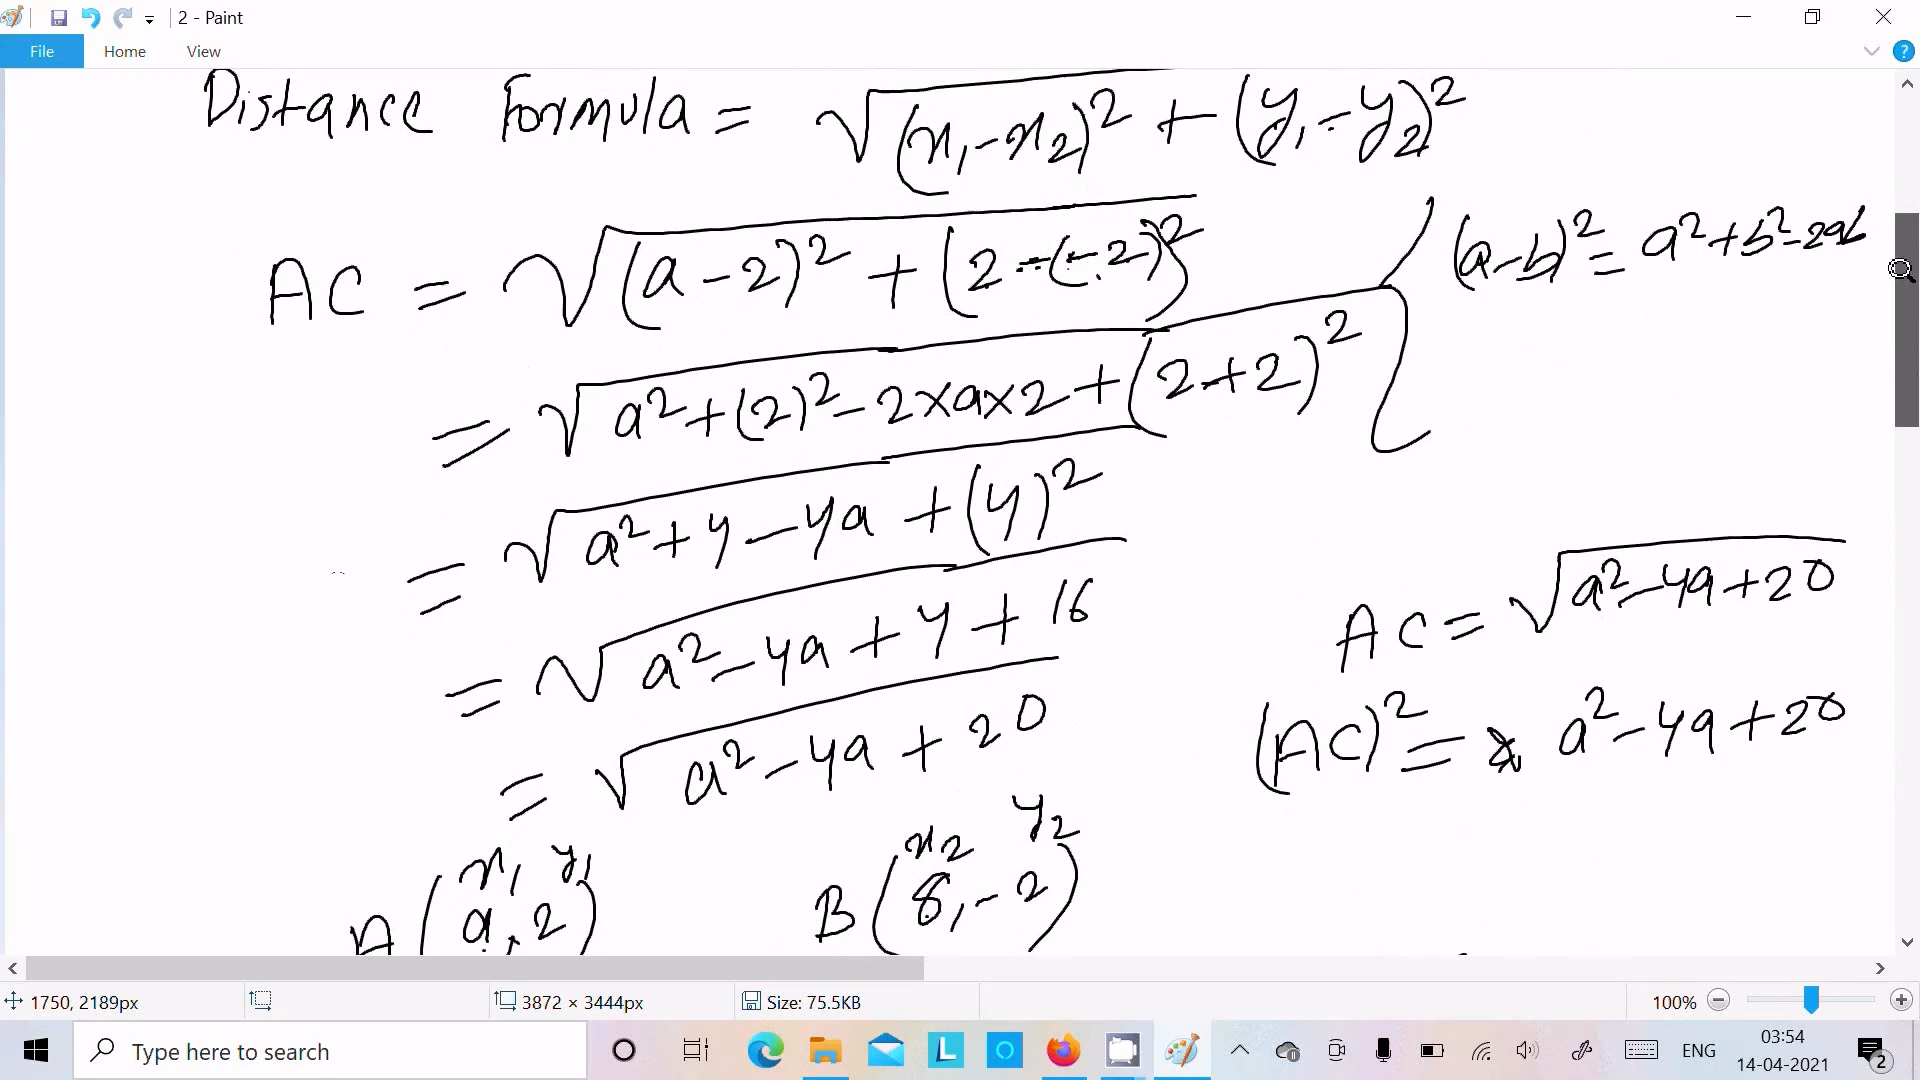 2 - Paint
File Home View
Distance Formula = √(x₁-x₂)² + (y₁-y₂)²
AC = √(a-2)² + (2-(-2))²
(a-b)² = a²+b²-2ab
= √a²+(2)²-2×a×2+(2+2)²
= √a²+4-4a+(4)²
= √a²-4a+4+16
AC = √a²-4a+20
= √a²-4a+20
(AC)² = a²-4a+20
x₁ y₁ x₂ y₂
A(a, 2) B(8, -2)
1750, 2189px 3872 × 3444px Size: 75.5KB 100%
Type here to search
ENG
03:54
14-04-2021
2